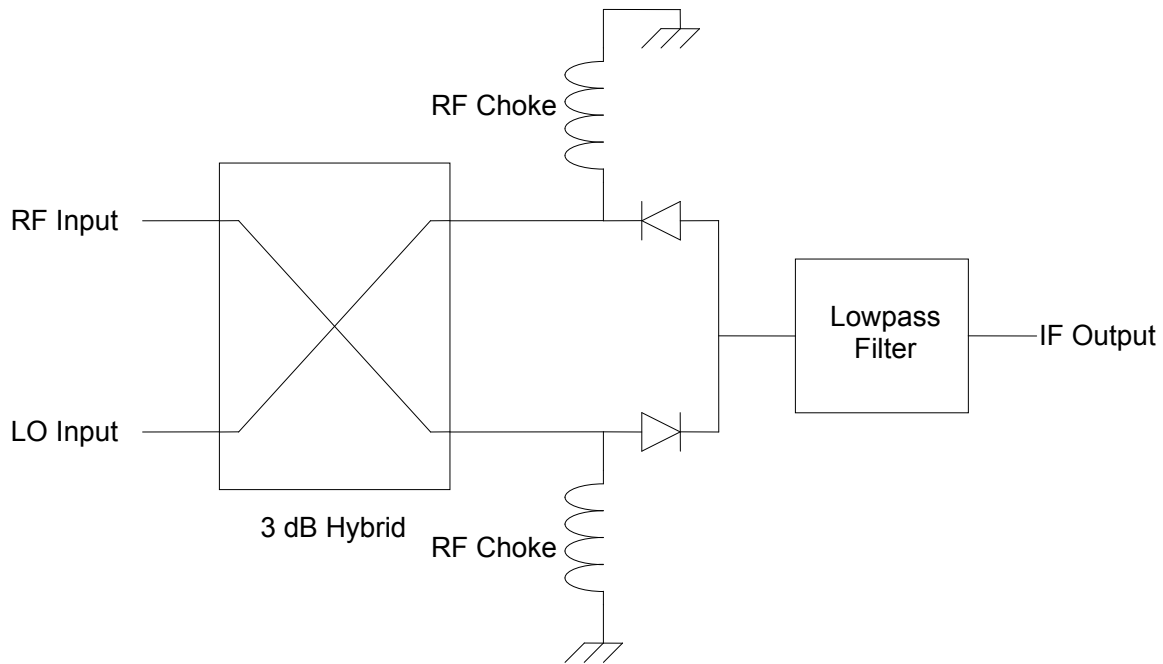 RF Choke
RF Input
Lowpass
Filter
IF Output
LO Input
3 dB Hybrid
RF Choke